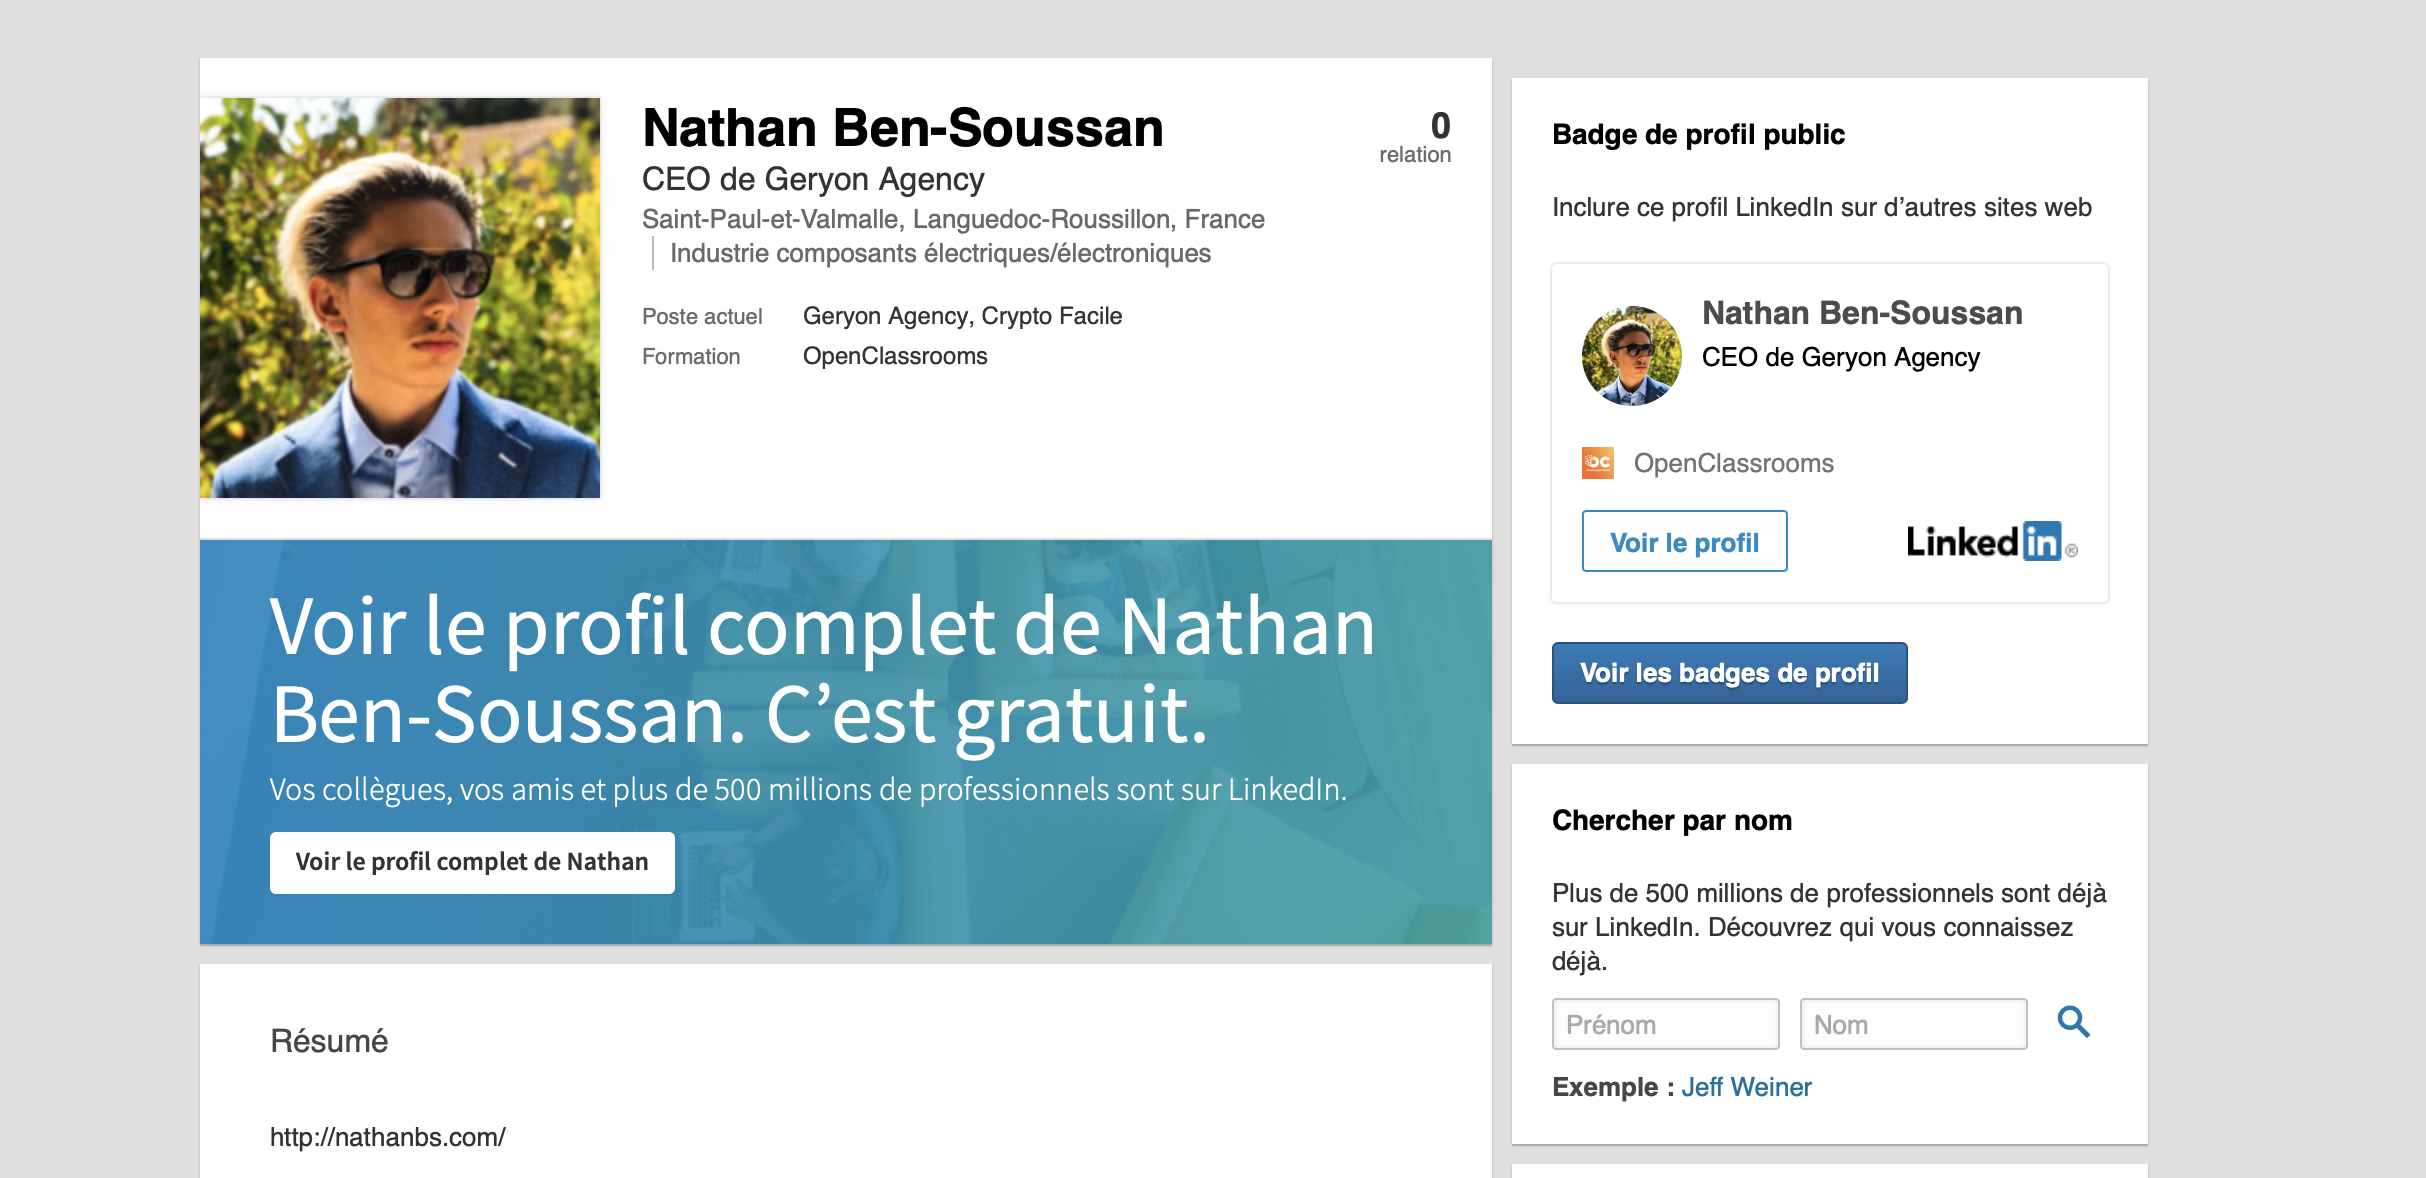 Nathan Ben-Soussan
0
relation
CEO de Geryon Agency
Saint-Paul-et-Valmalle, Languedoc-Roussillon, France
Industrie composants électriques/électroniques
Poste actuel Geryon Agency, Crypto Facile
Formation OpenClassrooms
Voir le profil complet de Nathan
Ben-Soussan. C’est gratuit.
Vos collègues, vos amis et plus de 500 millions de professionnels sont sur LinkedIn.
Voir le profil complet de Nathan
Résumé
http://nathanbs.com/
Badge de profil public
Inclure ce profil LinkedIn sur d’autres sites web
Nathan Ben-Soussan
CEO de Geryon Agency
OC
OpenClassrooms
Voir le profil
Linked in ®
Voir les badges de profil
Chercher par nom
Plus de 500 millions de professionnels sont déjà
sur LinkedIn. Découvrez qui vous connaissez
déjà.
Prénom Nom
Exemple : Jeff Weiner